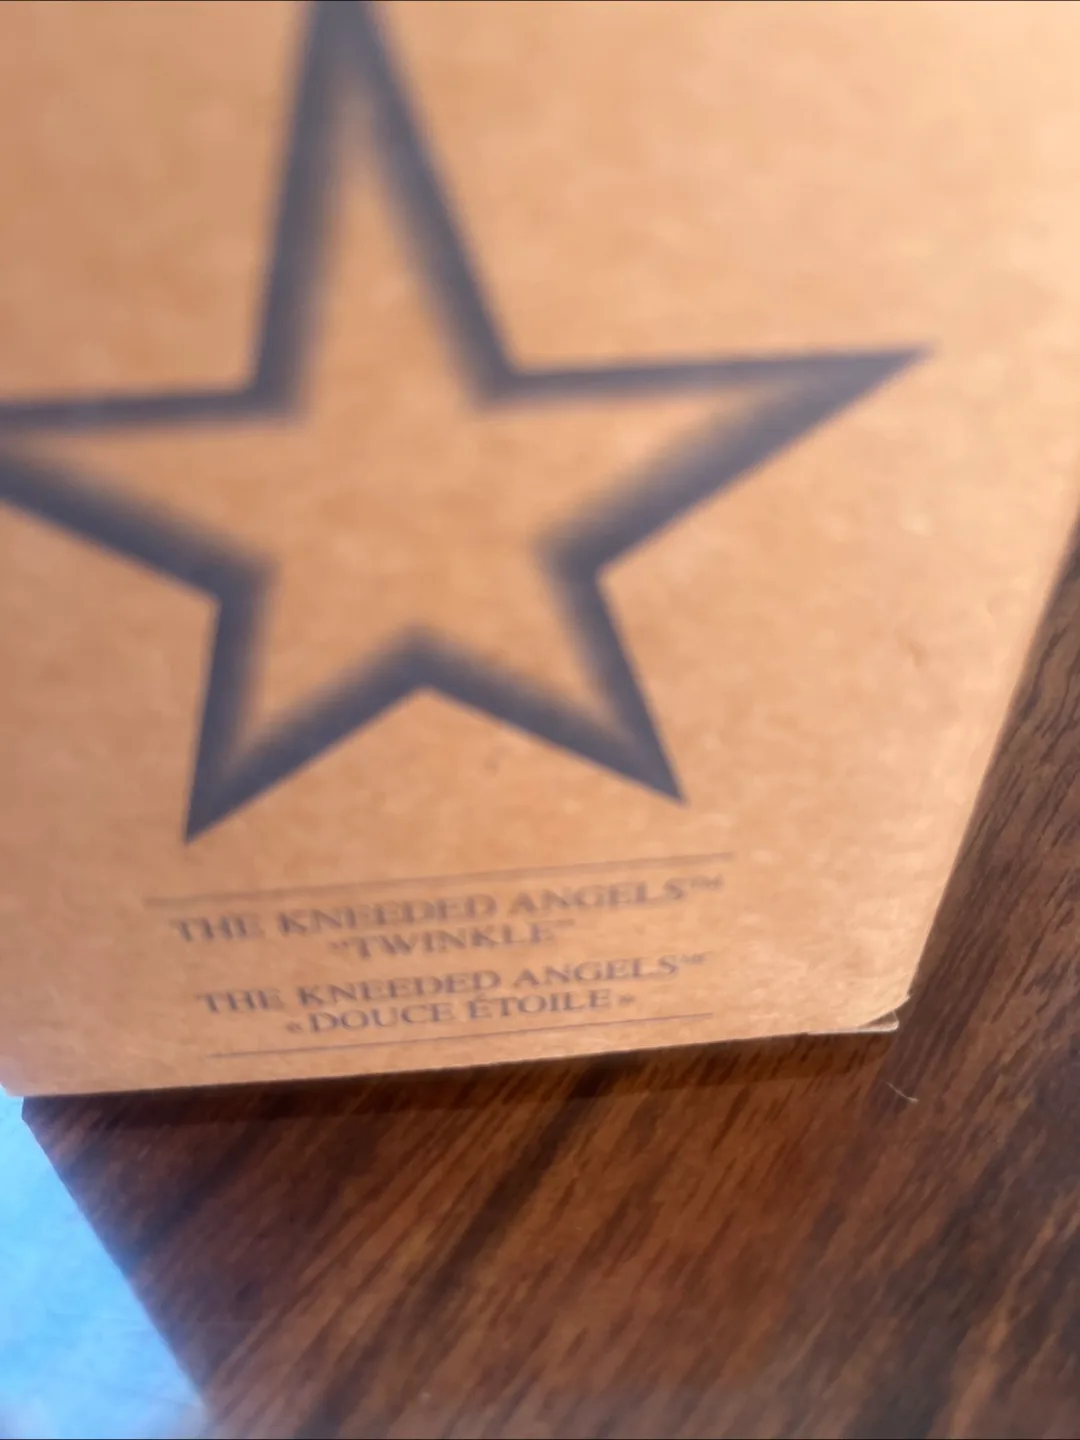 THE KNEEDED ANGELS™
"TWINKLE"
THE KNEEDED ANGELS™
«DOUCE ÉTOILE»